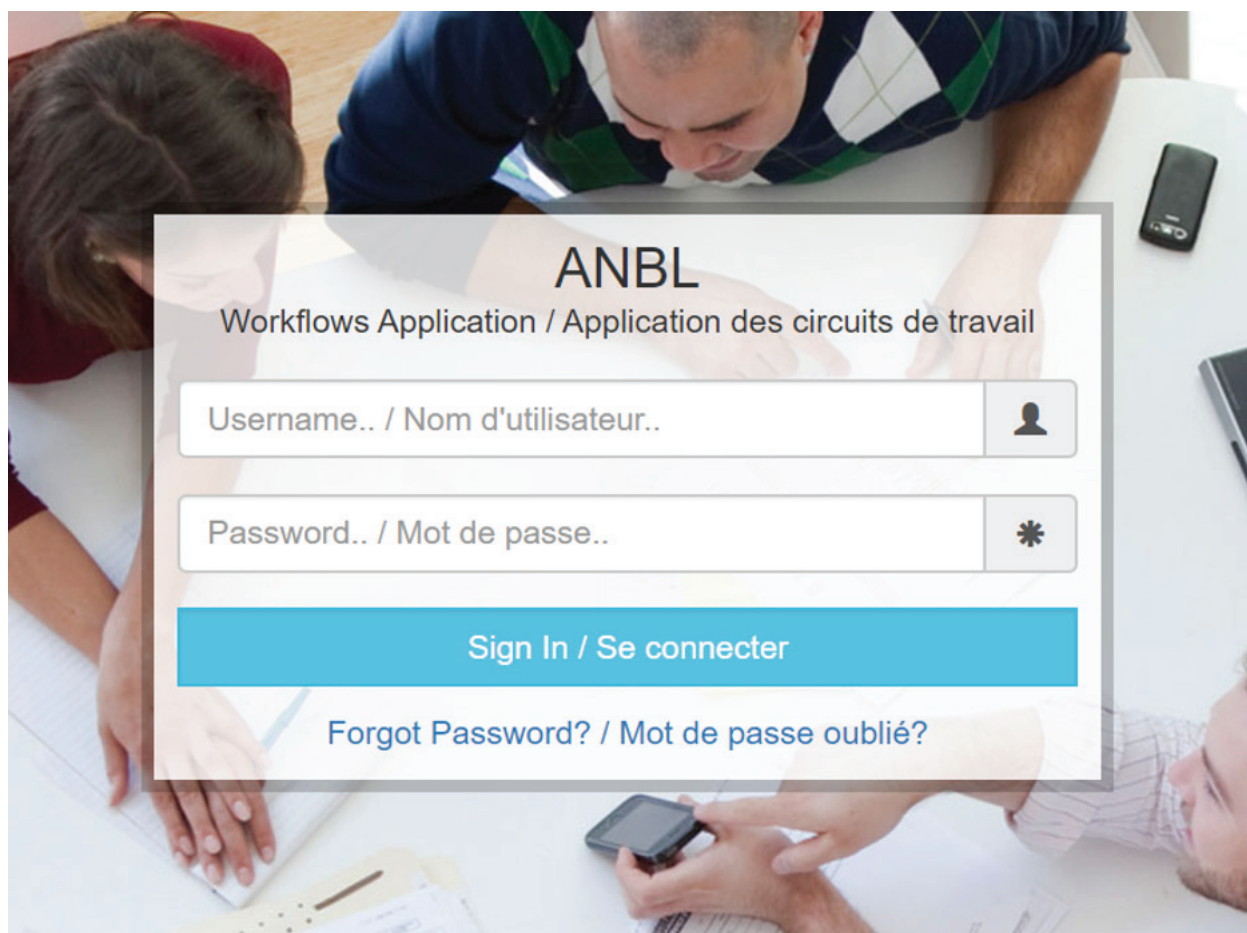 ANBL
Workflows Application / Application des circuits de travail
Username.. / Nom d'utilisateur..
Password.. / Mot de passe..
Sign In / Se connecter
Forgot Password? / Mot de passe oublié?